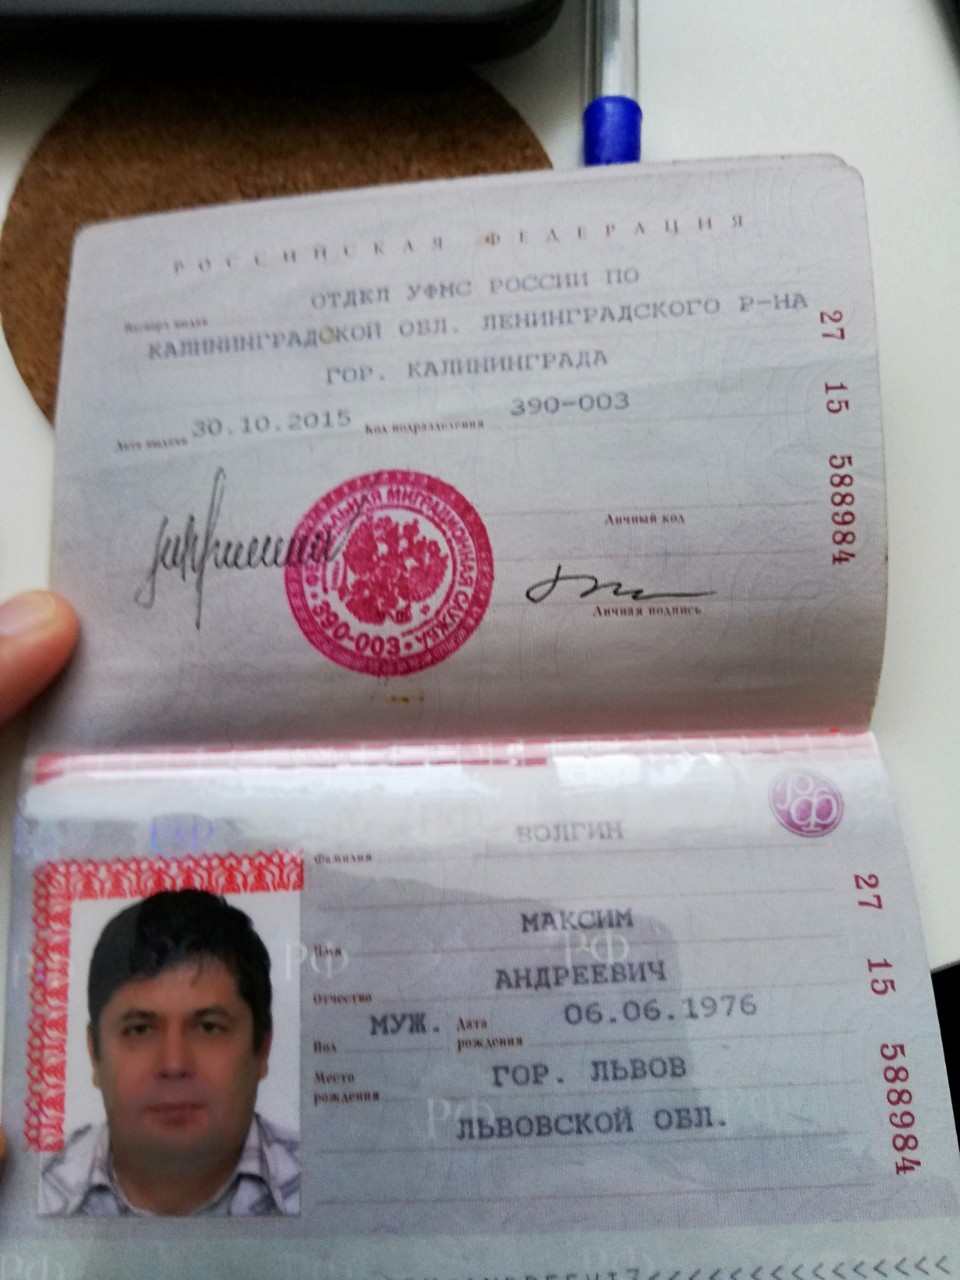 РОССИЙСКАЯ ФЕДЕРАЦИЯ
Паспорт выдан ОТДЕЛ УФМС РОССИИ ПО
КАЛИНИНГРАДСКОЙ ОБЛ. ЛЕНИНГРАДСКОГО Р-НА
ГОР. КАЛИНИНГРАДА
Дата выдачи 30.10.2015 Код подразделения 390-003
27 15 588984
ФЕДЕРАЛЬНАЯ МИГРАЦИОННАЯ СЛУЖБА
390-003
Личный код
Личная подпись
РФ
ВОЛГИН
Фамилия
МАКСИМ
Имя
АНДРЕЕВИЧ
Отчество
МУЖ. Дата рождения 06.06.1976
Пол
Место рождения ГОР. ЛЬВОВ
ЛЬВОВСКОЙ ОБЛ.
27 15 588984